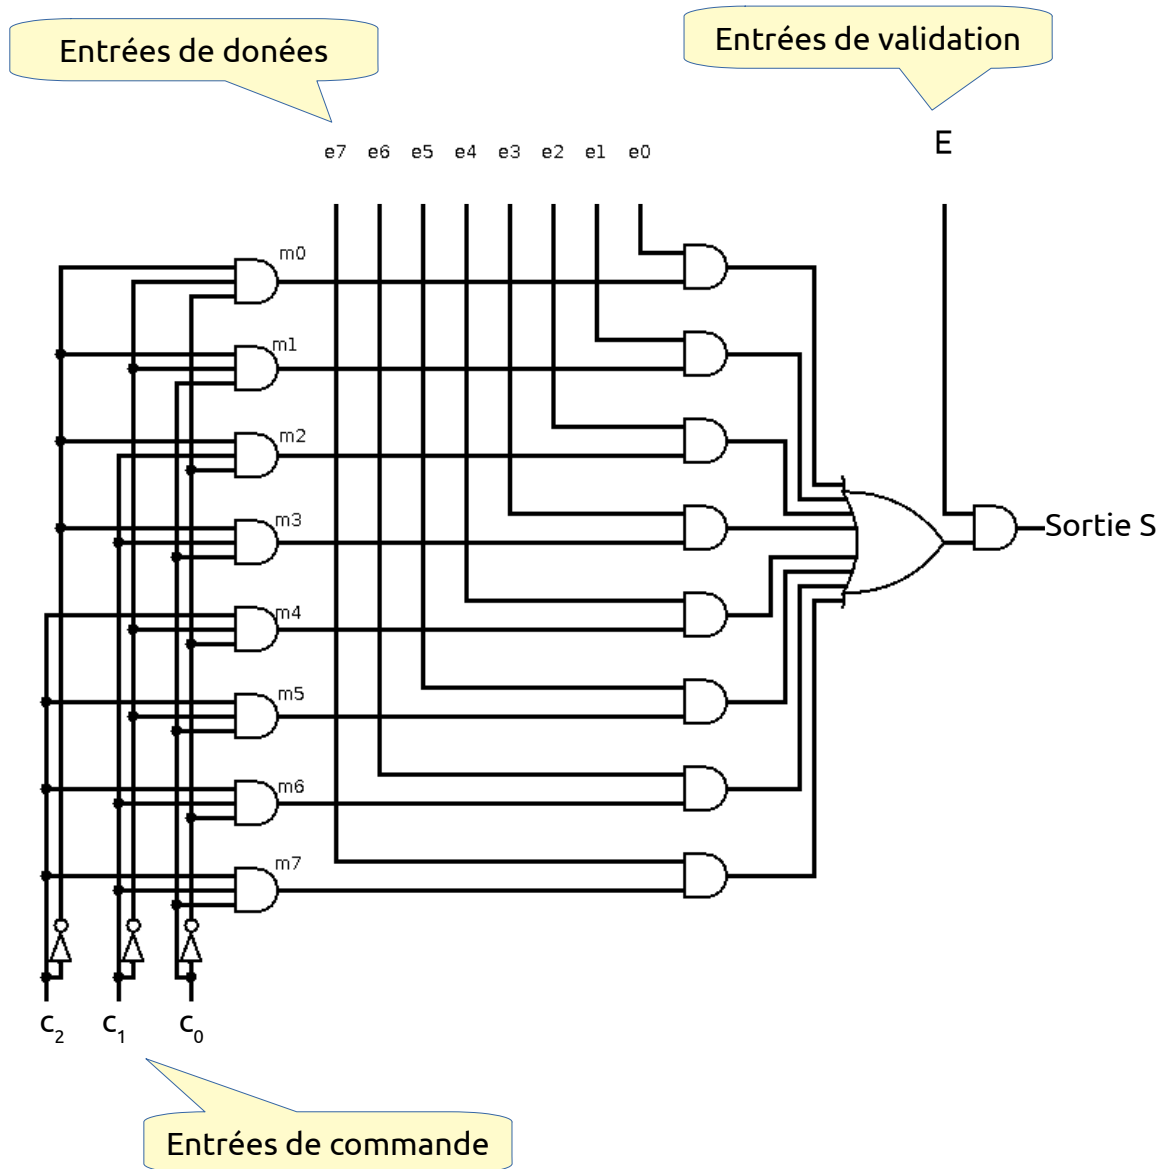 Entrées de donées
Entrées de validation
E
e7 e6 e5 e4 e3 e2 e1 e0
m0
m1
m2
m3
m4
m5
m6
m7
Sortie S
c2 c1 c0
Entrées de commande